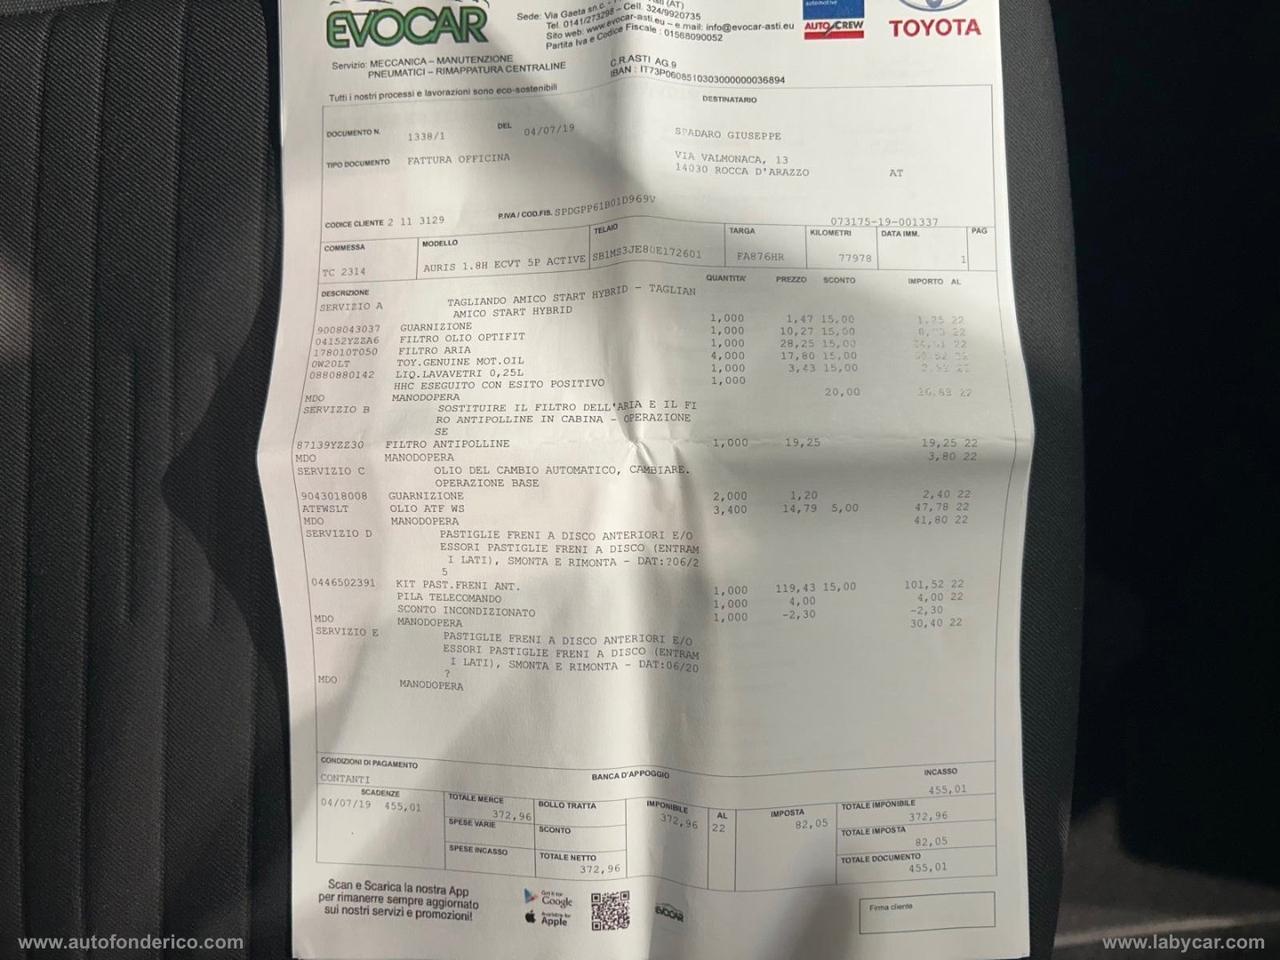 EVOCAR
Sede: Via Gaeta sn.c.
(AT)
Tel. 0141/273298 – Cell. 324/9920735
Sito web: www.evocar-asti.eu – e.mail: info@evocar-asti.eu
Partita Iva e Codice Fiscale : 01568090052
automotive
AUTO CREW
TOYOTA
Servizio: MECCANICA – MANUTENZIONE
PNEUMATICI – RIMAPPATURA CENTRALINE
C.R.ASTI AG.9
IBAN : IT73P0608510303000000036894
Tutti i nostri processi e lavorazioni sono eco-sostenibili
DESTINATARIO
DOCUMENTO N. 1338/1 DEL 04/07/19
SPADARO GIUSEPPE
TIPO DOCUMENTO FATTURA OFFICINA
VIA VALMONACA, 13
14030 ROCCA D'ARAZZO AT
CODICE CLIENTE 2 11 3129 P.IVA / COD.FIS. SPDGPP61B01D969V
073175-19-001337
COMMESSA MODELLO TELAIO TARGA KILOMETRI DATA IMM. PAG
TC 2314 AURIS 1.8H ECVT 5P ACTIVE SB1MS3JE80E172601 FA876HR 77978 1
DESCRIZIONE QUANTITA' PREZZO SCONTO IMPORTO AL
SERVIZIO A TAGLIANDO AMICO START HYBRID - TAGLIAN
AMICO START HYBRID
9008043037 GUARNIZIONE 1,000 1,47 15,00 1,25 22
04152YZZA6 FILTRO OLIO OPTIFIT 1,000 10,27 15,00 22
178010T050 FILTRO ARIA 1,000 28,25 15,00 22
0W20LT TOY.GENUINE MOT.OIL 4,000 17,80 15,00 22
0880880142 LIQ.LAVAVETRI 0,25L 1,000 3,43 15,00 22
HHC ESEGUITO CON ESITO POSITIVO 1,000
MDO MANODOPERA 20,00 22
SERVIZIO B SOSTITUIRE IL FILTRO DELL'ARIA E IL FI
RO ANTIPOLLINE IN CABINA - OPERAZIONE
SE
87139YZZ30 FILTRO ANTIPOLLINE 1,000 19,25 19,25 22
MDO MANODOPERA 3,80 22
SERVIZIO C OLIO DEL CAMBIO AUTOMATICO, CAMBIARE.
OPERAZIONE BASE
9043018008 GUARNIZIONE 2,000 1,20 2,40 22
ATFWSLT OLIO ATF WS 3,400 14,79 5,00 47,78 22
MDO MANODOPERA 41,80 22
SERVIZIO D PASTIGLIE FRENI A DISCO ANTERIORI E/O
ESSORI PASTIGLIE FRENI A DISCO (ENTRAM
I LATI), SMONTA E RIMONTA - DAT:?06/2
5
0446502391 KIT PAST.FRENI ANT. 1,000 119,43 15,00 101,52 22
PILA TELECOMANDO 1,000 4,00 4,00 22
SCONTO INCONDIZIONATO 1,000 -2,30 -2,30
MDO MANODOPERA 30,40 22
SERVIZIO E PASTIGLIE FRENI A DISCO ANTERIORI E/O
ESSORI PASTIGLIE FRENI A DISCO (ENTRAM
I LATI), SMONTA E RIMONTA - DAT:06/20
?
MDO MANODOPERA
CONDIZIONI DI PAGAMENTO BANCA D'APPOGGIO INCASSO
CONTANTI 455,01
SCADENZE TOTALE MERCE BOLLO TRATTA IMPONIBILE AL IMPOSTA TOTALE IMPONIBILE
04/07/19 455,01 372,96 372,96 22 82,05 372,96
SPESE VARIE SCONTO TOTALE IMPOSTA
82,05
SPESE INCASSO TOTALE NETTO TOTALE DOCUMENTO
372,96 455,01
Scan e Scarica la nostra App
per rimanerre sempre aggiornato
sui nostri servizi e promozioni!
Get it for
Google
Available for
Apple
EVOCAR
Firma cliente
www.autofonderico.com
www.labycar.com